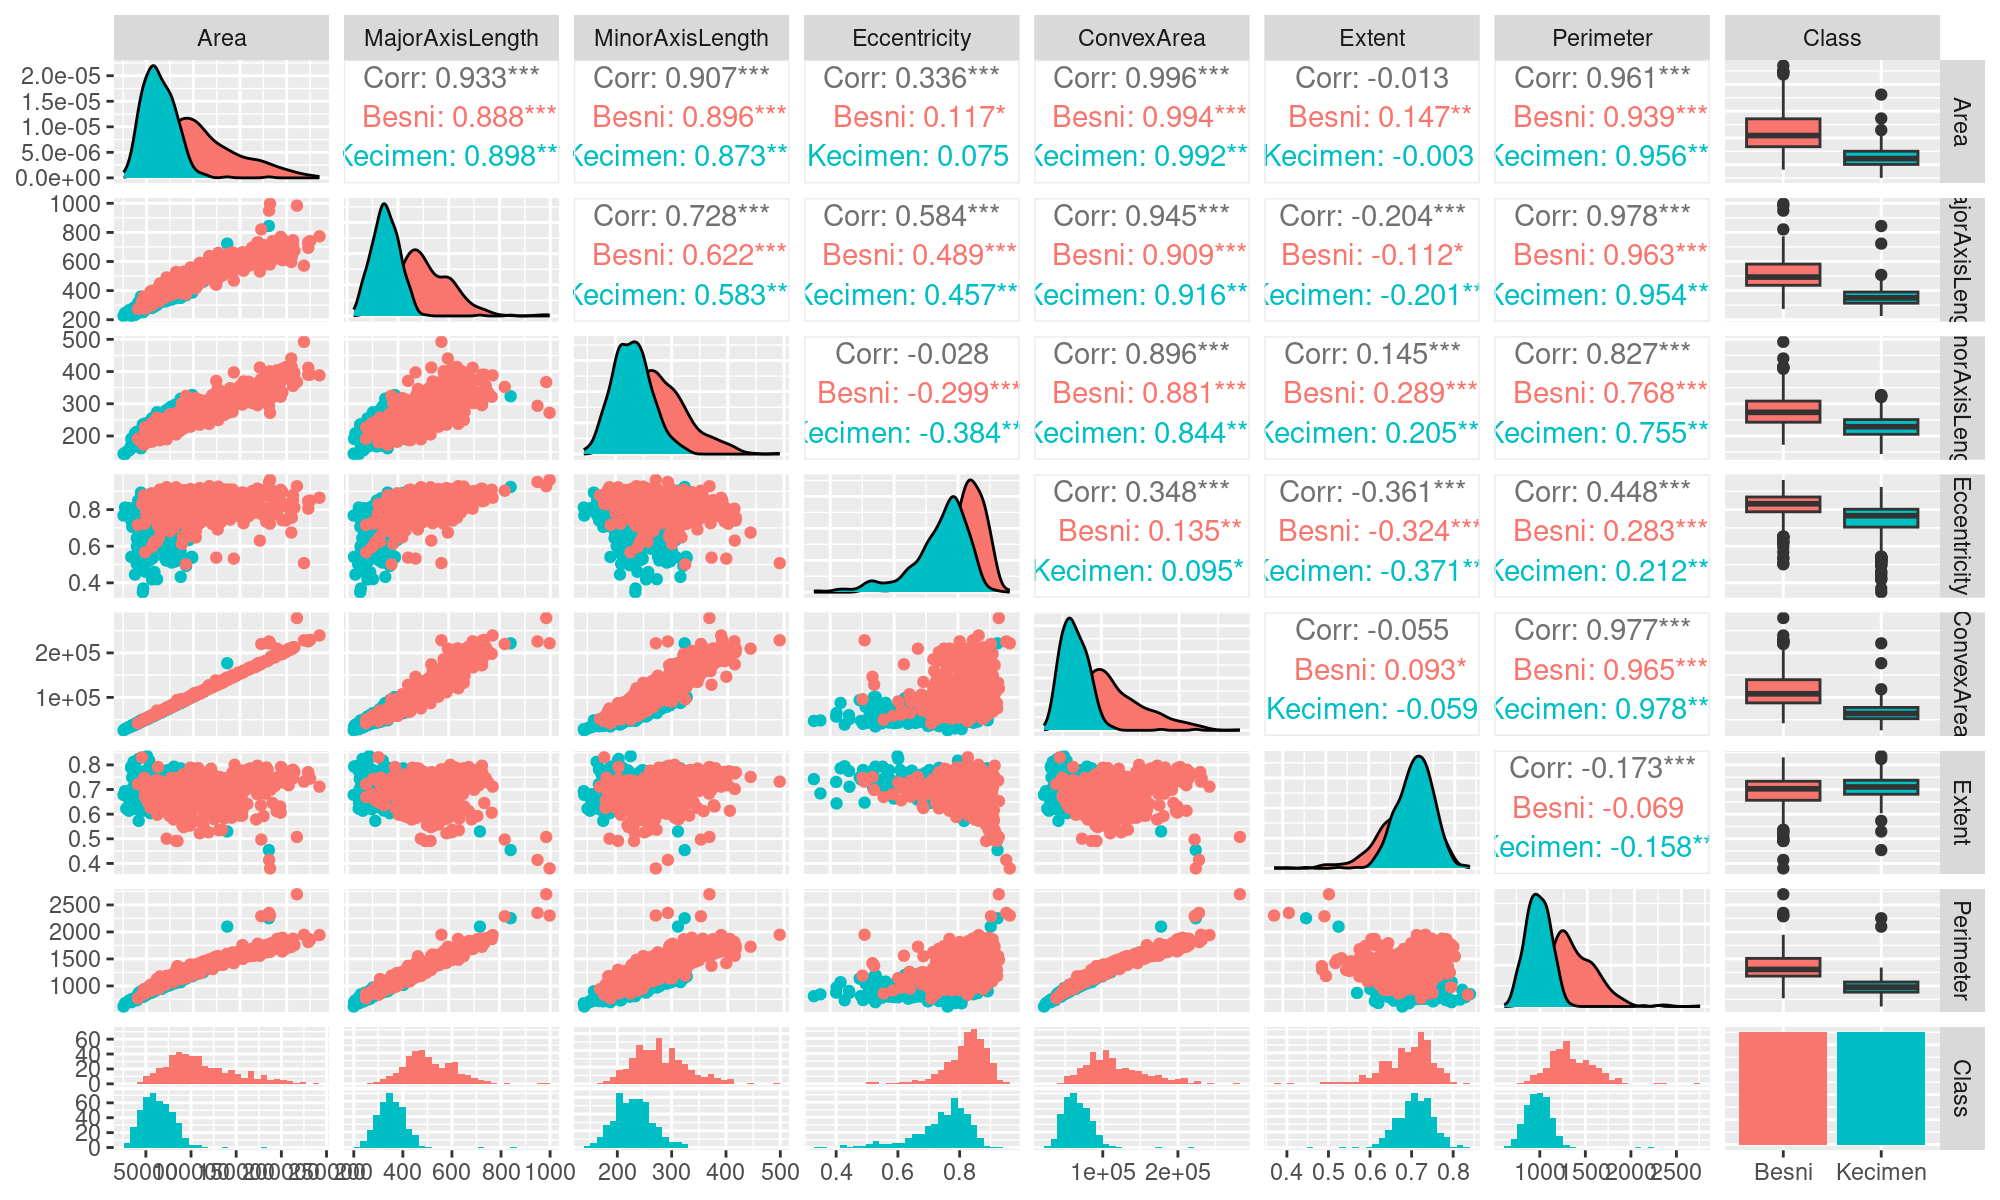 Area MajorAxisLength MinorAxisLength Eccentricity ConvexArea Extent Perimeter Class
2.0e-05
1.5e-05
1.0e-05
5.0e-06
0.0e+00
Corr: 0.933*** Corr: 0.907*** Corr: 0.336*** Corr: 0.996*** Corr: -0.013 Corr: 0.961***
Besni: 0.888*** Besni: 0.896*** Besni: 0.117* Besni: 0.994*** Besni: 0.147** Besni: 0.939***
Kecimen: 0.898** Kecimen: 0.873** Kecimen: 0.075 Kecimen: 0.992** Kecimen: -0.003 Kecimen: 0.956**
Area
1000
800
600
400
200
Corr: 0.728*** Corr: 0.584*** Corr: 0.945*** Corr: -0.204*** Corr: 0.978***
Besni: 0.622*** Besni: 0.489*** Besni: 0.909*** Besni: -0.112* Besni: 0.963***
Kecimen: 0.583** Kecimen: 0.457** Kecimen: 0.916** Kecimen: -0.201** Kecimen: 0.954**
ajorAxisLeng
500
400
300
200
Corr: -0.028 Corr: 0.896*** Corr: 0.145*** Corr: 0.827***
Besni: -0.299*** Besni: 0.881*** Besni: 0.289*** Besni: 0.768***
Kecimen: -0.384** Kecimen: 0.844** Kecimen: 0.205** Kecimen: 0.755**
norAxisLeng
0.8
0.6
0.4
Corr: 0.348*** Corr: -0.361*** Corr: 0.448***
Besni: 0.135** Besni: -0.324*** Besni: 0.283***
Kecimen: 0.095* Kecimen: -0.371** Kecimen: 0.212**
Eccentricity
2e+05
1e+05
Corr: -0.055 Corr: 0.977***
Besni: 0.093* Besni: 0.965***
Kecimen: -0.059 Kecimen: 0.978**
ConvexArea
0.8
0.7
0.6
0.5
0.4
Corr: -0.173***
Besni: -0.069
Kecimen: -0.158**
Extent
2500
2000
1500
1000
Perimeter
60
40
20
0
60
40
20
0
Class
50000 100000 150000 200000 250000 200 400 600 800 1000 200 300 400 500 0.4 0.6 0.8 1e+05 2e+05 0.4 0.5 0.6 0.7 0.8 1000 1500 2000 2500 Besni Kecimen